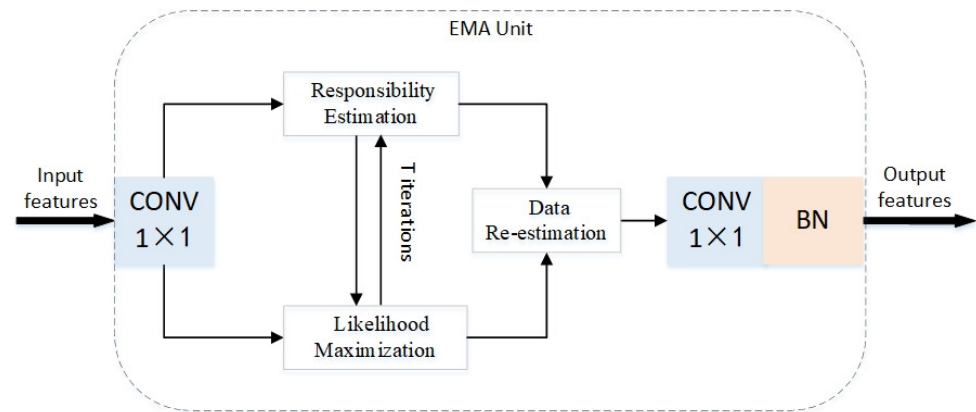 EMA Unit
Input
features
CONV
1×1
Responsibility
Estimation
T iterations
Likelihood
Maximization
Data
Re-estimation
CONV
1×1
BN
Output
features